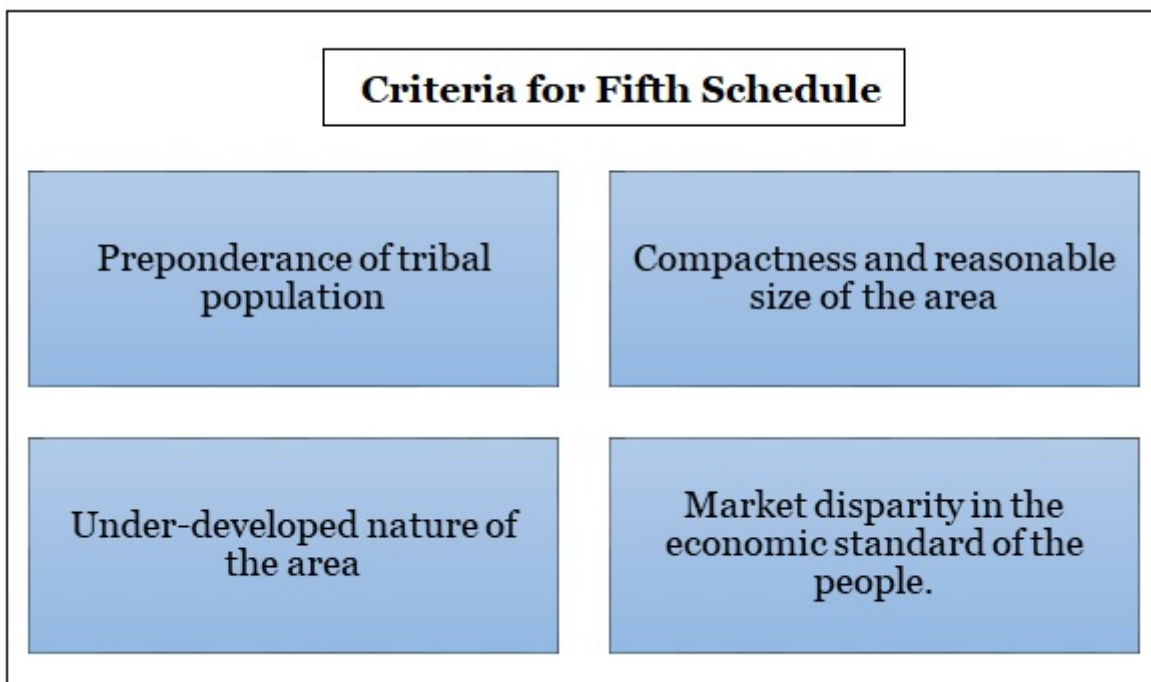 Criteria for Fifth Schedule
Preponderance of tribal
population
Compactness and reasonable
size of the area
Under-developed nature of
the area
Market disparity in the
economic standard of the
people.